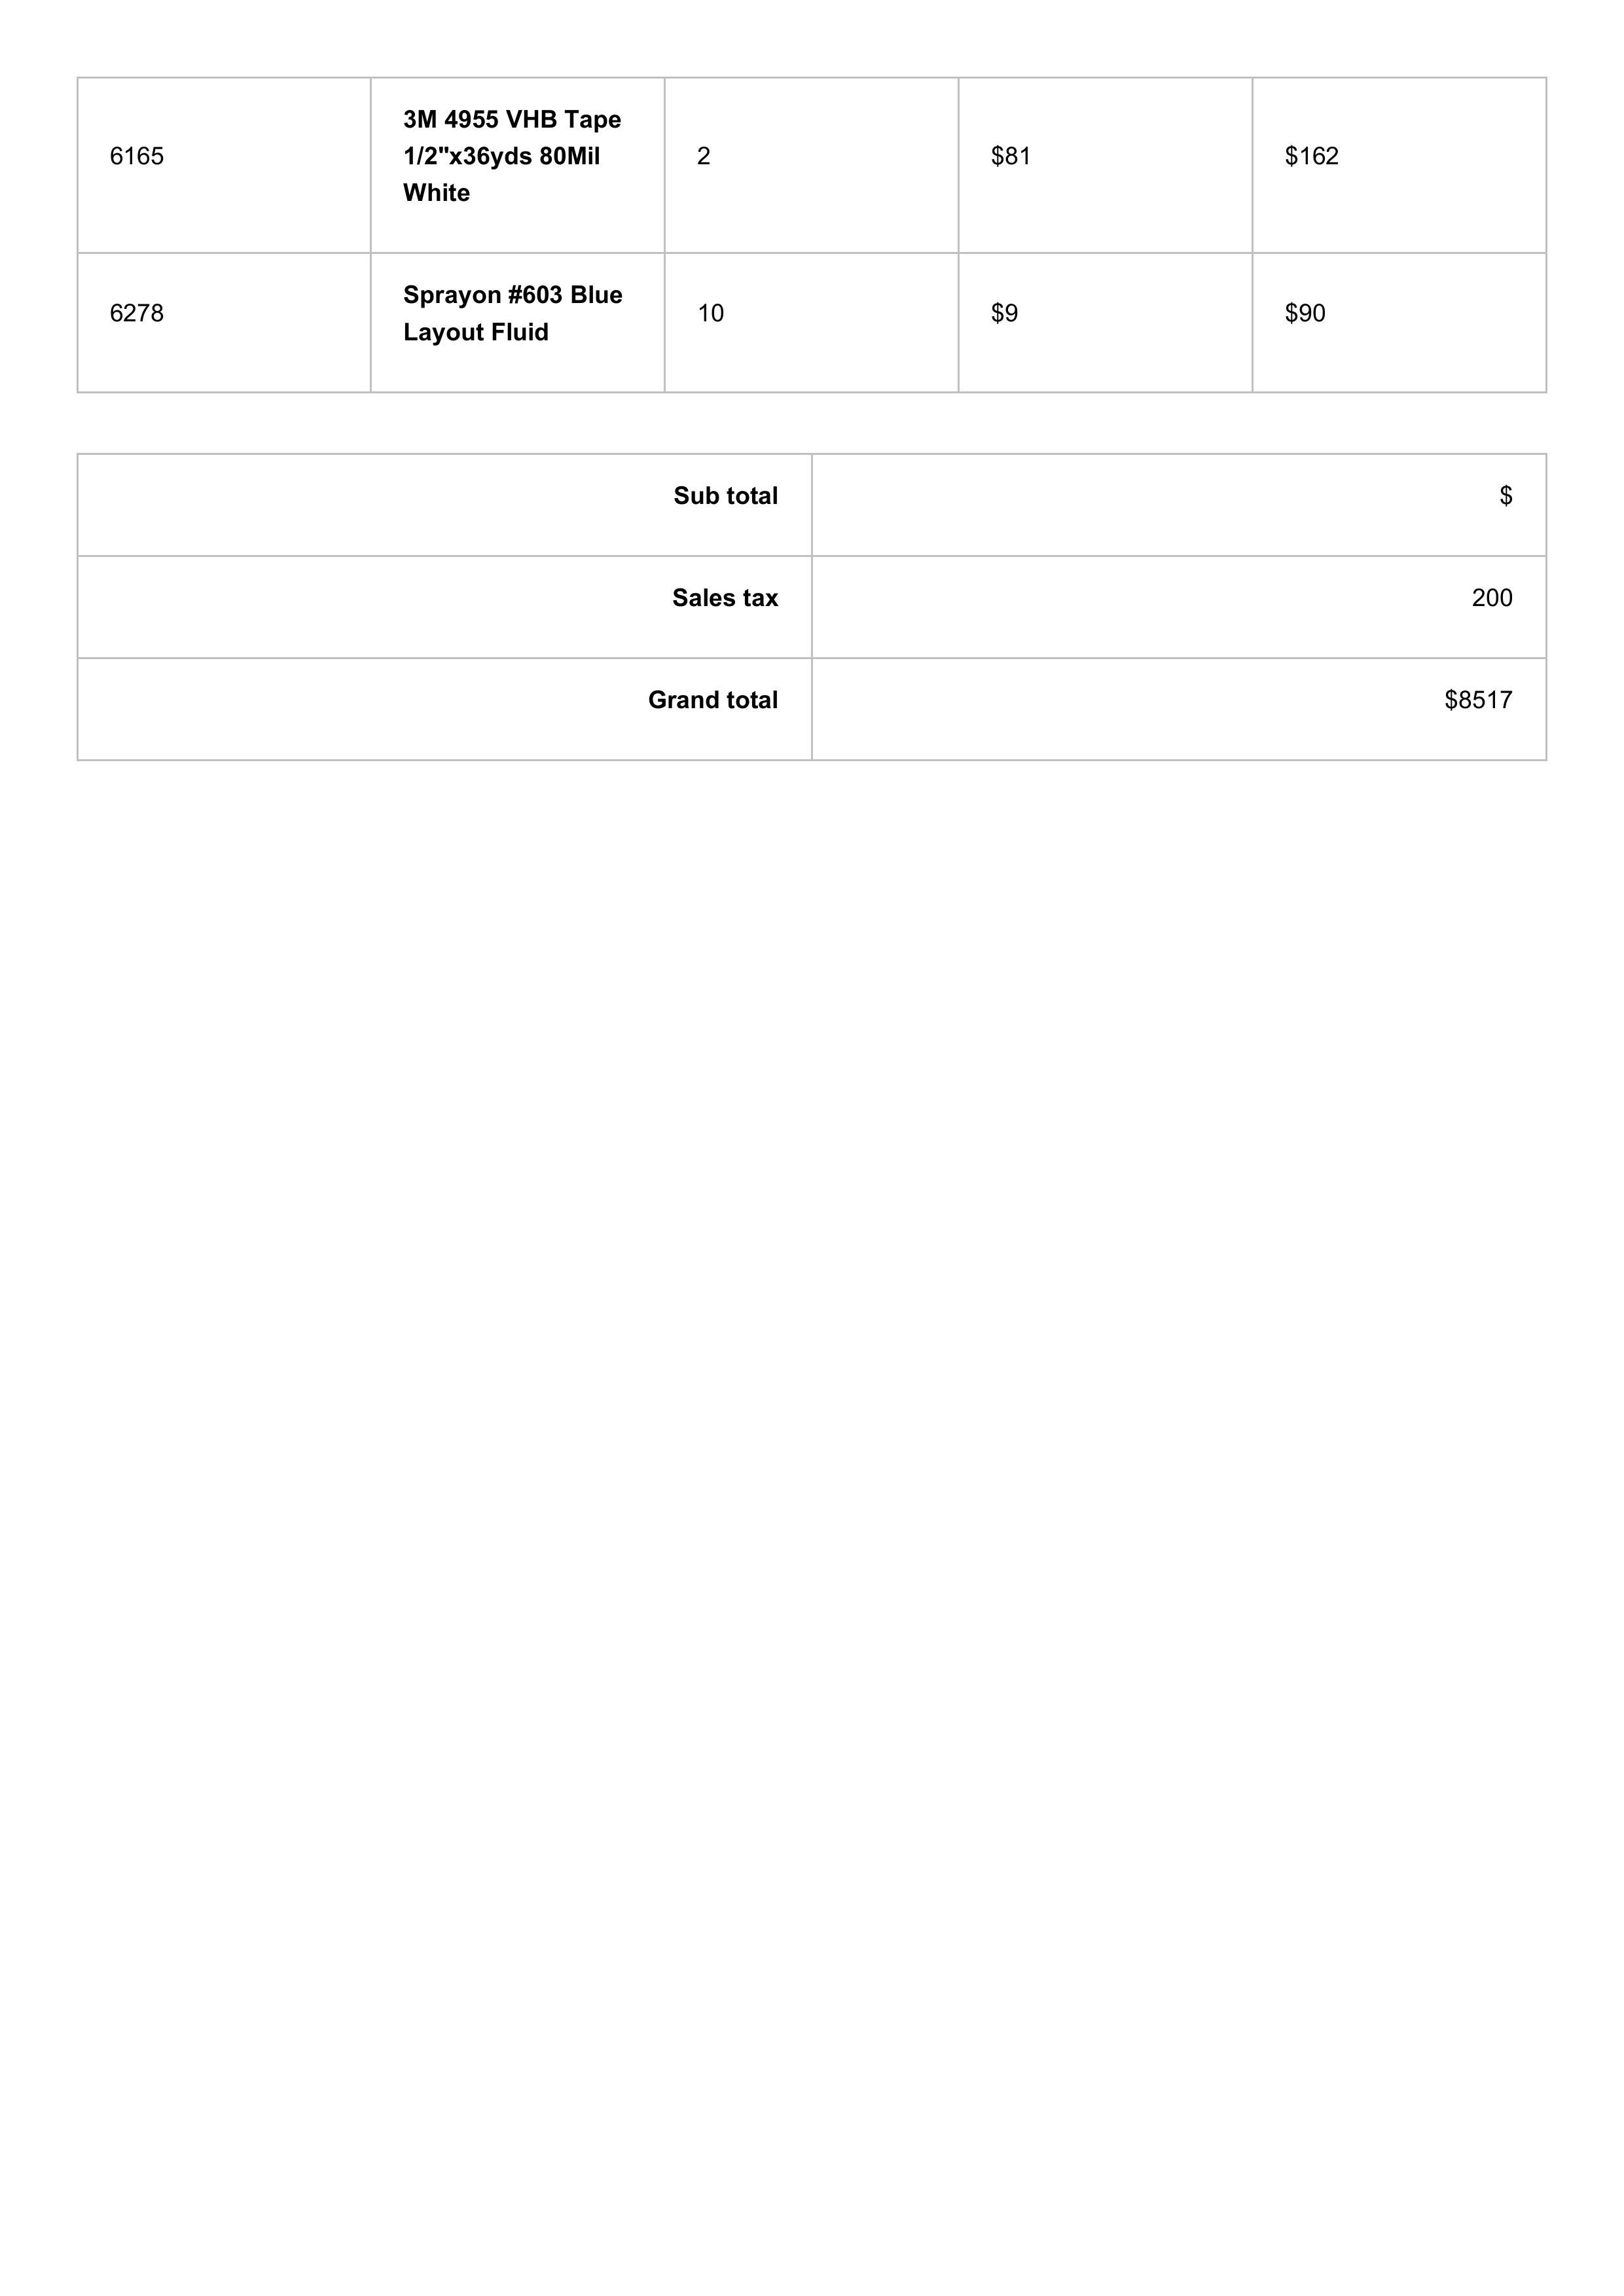 6165
3M 4955 VHB Tape
1/2"x36yds 80Mil
White
2
$81
$162
6278
Sprayon #603 Blue
Layout Fluid
10
$9
$90
Sub total
$
Sales tax
200
Grand total
$8517